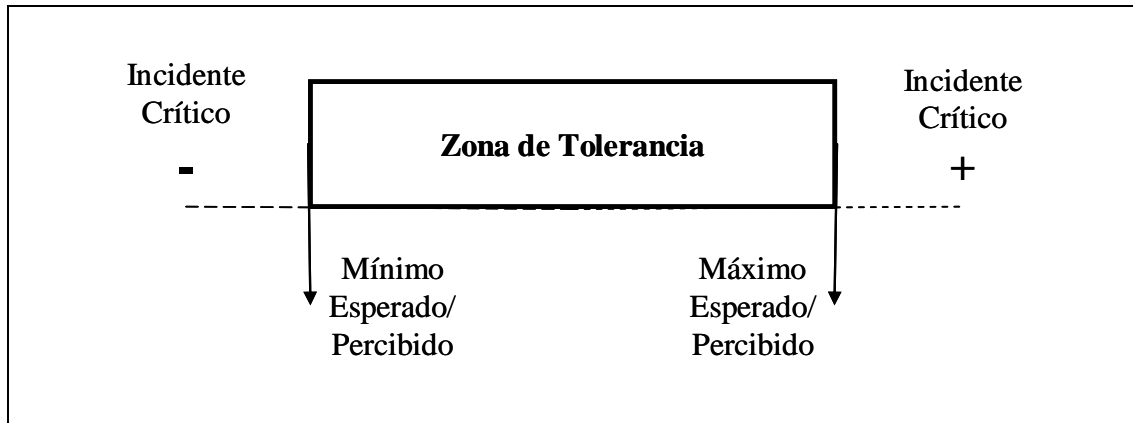 Incidente
Crítico
-
Zona de Tolerancia
Incidente
Crítico
+
Mínimo
Esperado/
Percibido
Máximo
Esperado/
Percibido